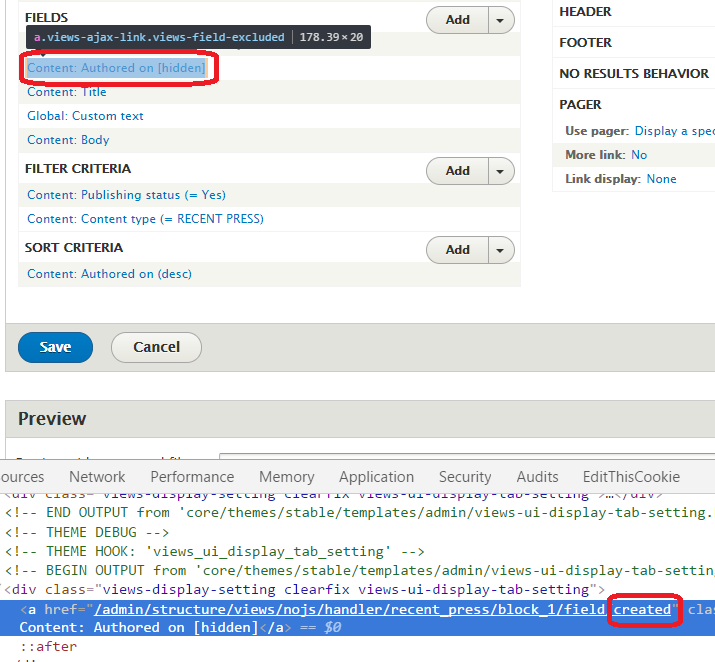 FIELDS
Add
HEADER
a.views-ajax-link.views-field-excluded | 178.39 × 20
FOOTER
Content: Authored on [hidden]
NO RESULTS BEHAVIOR
Content: Title
PAGER
Global: Custom text
Use pager: Display a spec
Content: Body
More link: No
FILTER CRITERIA
Add
Link display: None
Content: Publishing status (= Yes)
Content: Content type (= RECENT PRESS)
SORT CRITERIA
Add
Content: Authored on (desc)
Save
Cancel
Preview
ources Network Performance Memory Application Security Audits EditThisCookie
<div class="views-display-setting clearfix views-ui-display-tab-setting">…</div>
<!-- END OUTPUT from 'core/themes/stable/templates/admin/views-ui-display-tab-setting.
<!-- THEME DEBUG -->
<!-- THEME HOOK: 'views_ui_display_tab_setting' -->
<!-- BEGIN OUTPUT from 'core/themes/stable/templates/admin/views-ui-display-tab-setting
<div class="views-display-setting clearfix views-ui-display-tab-setting">
<a href="/admin/structure/views/nojs/handler/recent_press/block_1/field/created" clas
Content: Authored on [hidden]</a> == $0
::after
</div>